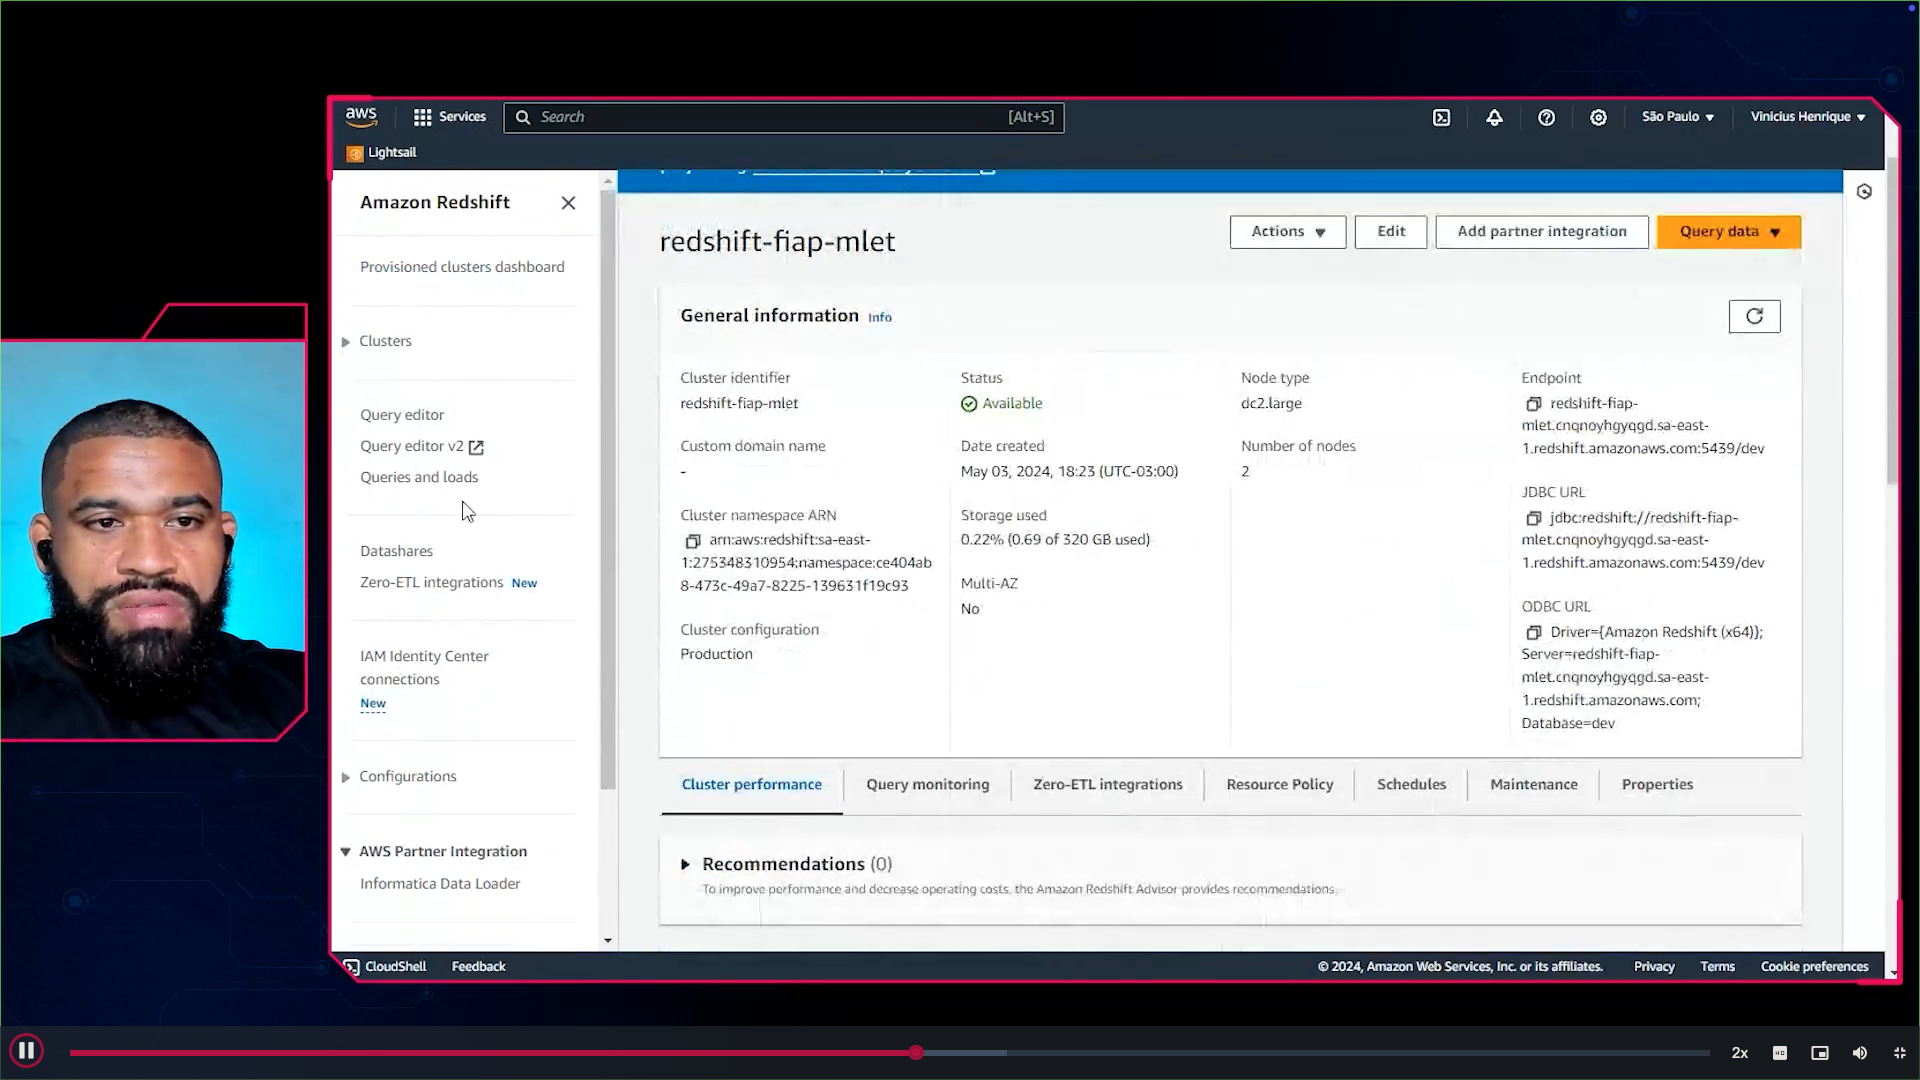 aws
Services
Search
[Alt+S]
São Paulo
Vinicius Henrique
Lightsail
Amazon Redshift
Provisioned clusters dashboard
Clusters
Query editor
Query editor v2
Queries and loads
Datashares
Zero-ETL integrations New
IAM Identity Center
connections
New
Configurations
AWS Partner Integration
Informatica Data Loader
redshift-fiap-mlet
Actions
Edit
Add partner integration
Query data
General information Info
Cluster identifier
redshift-fiap-mlet
Custom domain name
-
Cluster namespace ARN
arn:aws:redshift:sa-east-
1:275348310954:namespace:ce404ab
8-473c-49a7-8225-139631f19c93
Cluster configuration
Production
Status
Available
Date created
May 03, 2024, 18:23 (UTC-03:00)
Storage used
0.22% (0.69 of 320 GB used)
Multi-AZ
No
Node type
dc2.large
Number of nodes
2
Endpoint
redshift-fiap-
mlet.cnqnoyhgyqgd.sa-east-
1.redshift.amazonaws.com:5439/dev
JDBC URL
jdbc:redshift://redshift-fiap-
mlet.cnqnoyhgyqgd.sa-east-
1.redshift.amazonaws.com:5439/dev
ODBC URL
Driver={Amazon Redshift (x64)};
Server=redshift-fiap-
mlet.cnqnoyhgyqgd.sa-east-
1.redshift.amazonaws.com;
Database=dev
Cluster performance
Query monitoring
Zero-ETL integrations
Resource Policy
Schedules
Maintenance
Properties
Recommendations (0)
To improve performance and decrease operating costs, the Amazon Redshift Advisor provides recommendations.
CloudShell
Feedback
© 2024, Amazon Web Services, Inc. or its affiliates.
Privacy
Terms
Cookie preferences
2x
HD